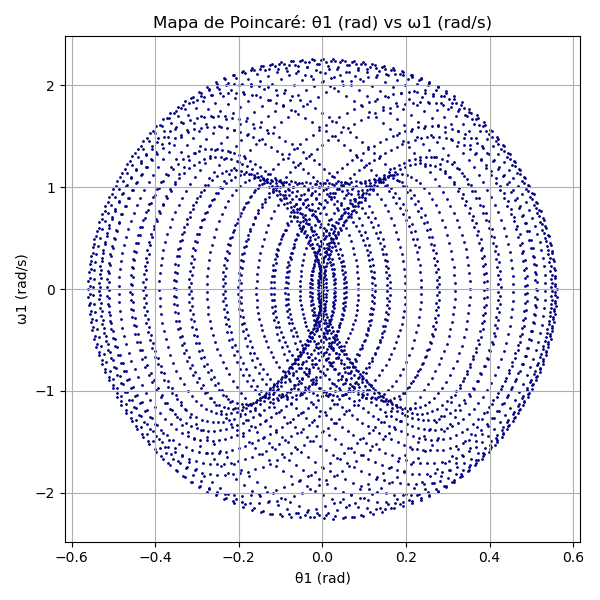 Mapa de Poincaré: θ1 (rad) vs ω1 (rad/s)
ω1 (rad/s)
2
1
0
−1
−2
−0.6 −0.4 −0.2 0.0 0.2 0.4 0.6
θ1 (rad)